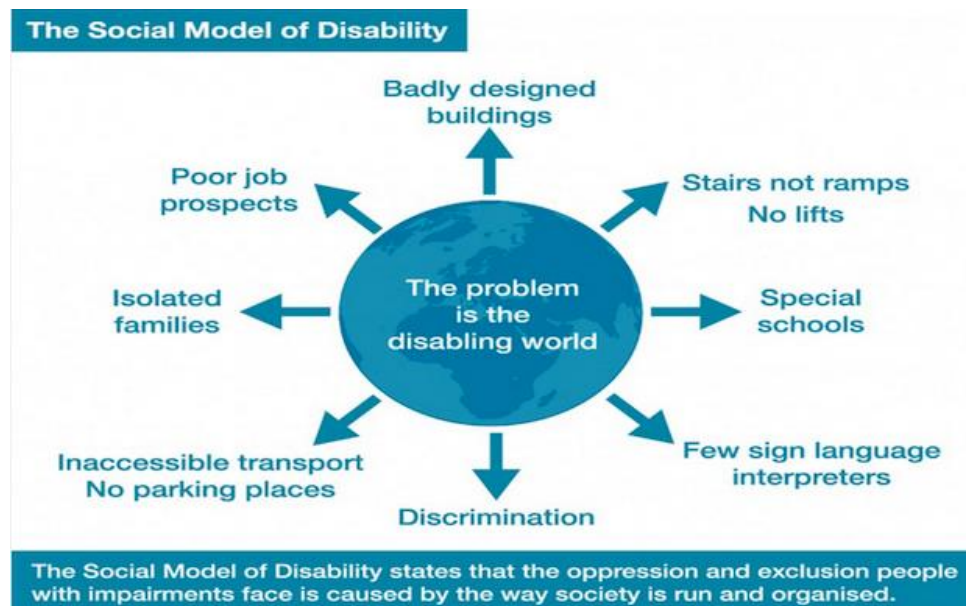 The Social Model of Disability
Badly designed
buildings
Poor job
prospects
Stairs not ramps
No lifts
Isolated
families
The problem
is the
disabling world
Special
schools
Inaccessible transport
No parking places
Few sign language
interpreters
Discrimination
The Social Model of Disability states that the oppression and exclusion people
with impairments face is caused by the way society is run and organised.